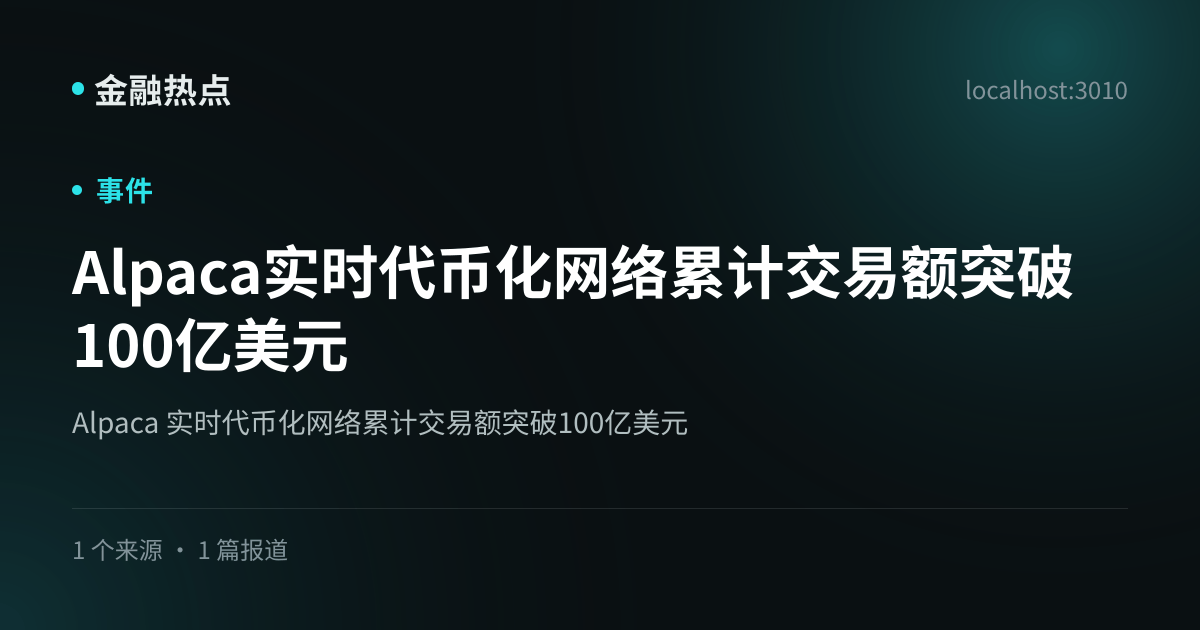 金融热点
localhost:3010
事件
Alpaca实时代币化网络累计交易额突破
100亿美元
Alpaca 实时代币化网络累计交易额突破100亿美元
1 个来源 · 1 篇报道